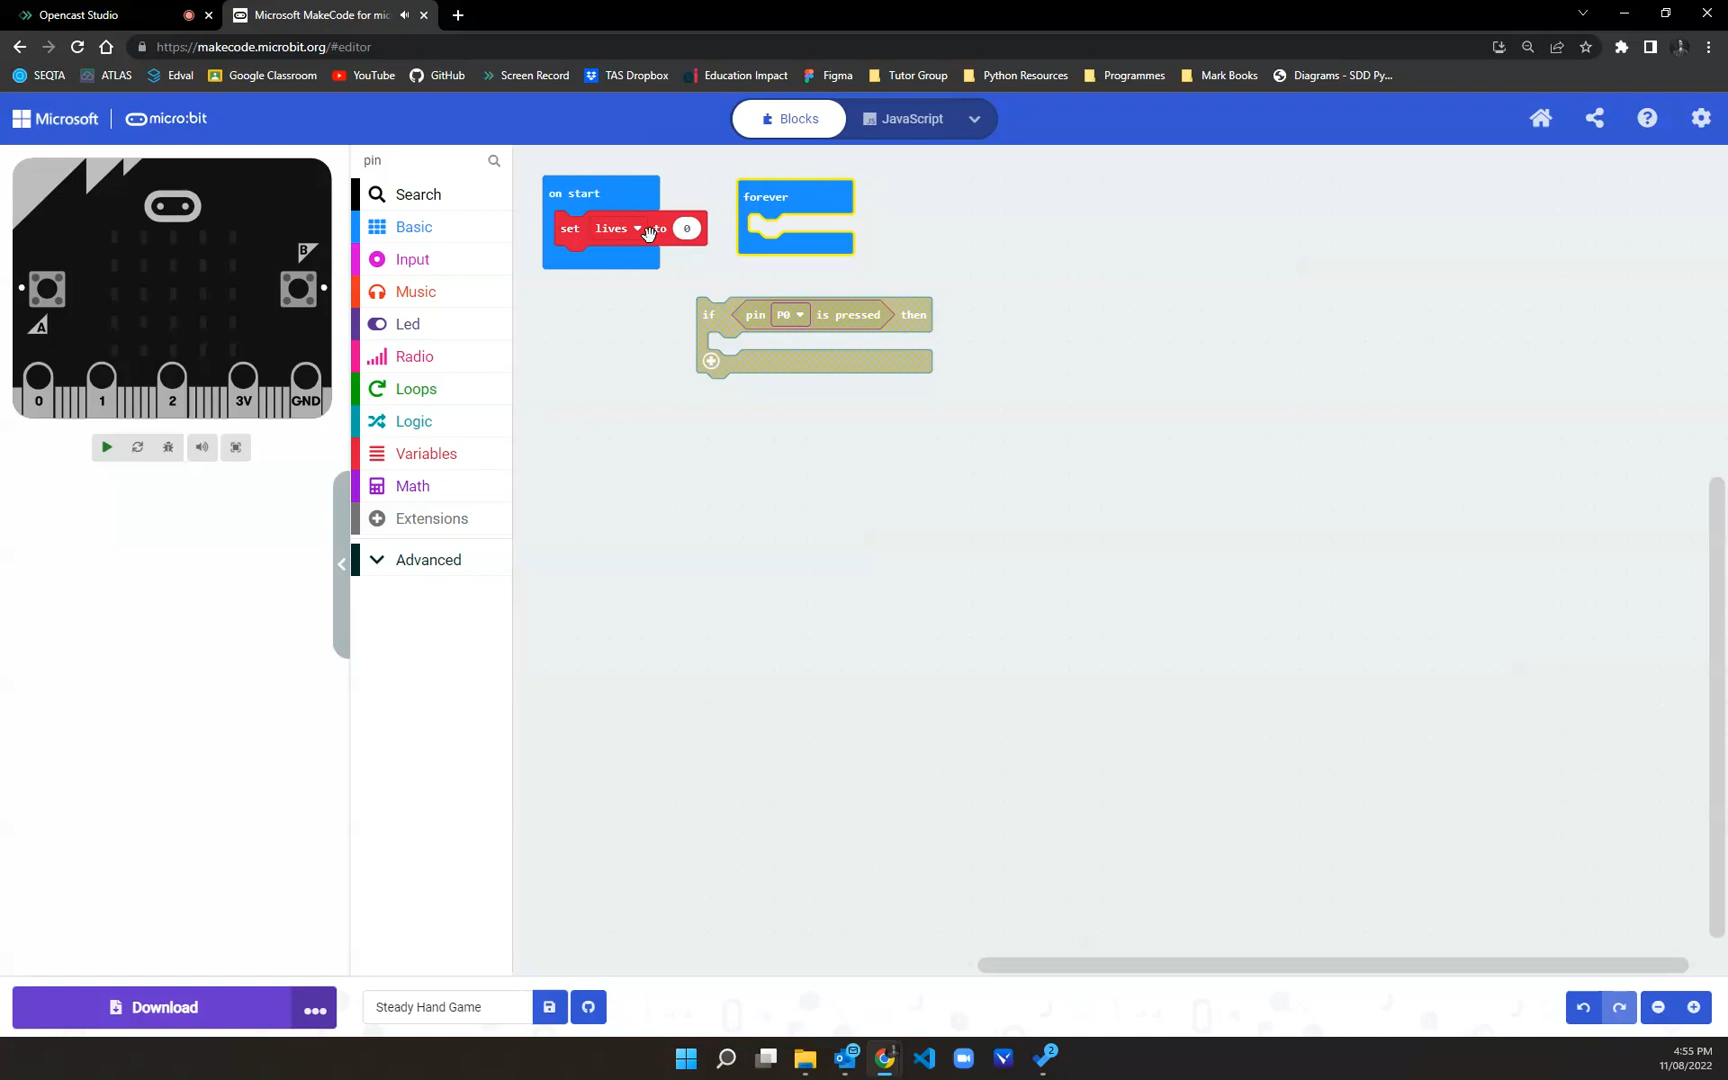 Opencast Studio
Microsoft MakeCode for mic
https://makecode.microbit.org/#editor
SEQTA
ATLAS
Edval
Google Classroom
YouTube
GitHub
Screen Record
TAS Dropbox
Education Impact
Figma
Tutor Group
Python Resources
Programmes
Mark Books
Diagrams - SDD Py...
Microsoft
micro:bit
Blocks
JavaScript
pin
Search
Basic
Input
Music
Led
Radio
Loops
Logic
Variables
Math
Extensions
Advanced
A
B
0 1 2 3V GND
on start
set lives to 0
forever
if pin P0 is pressed then
Download
Steady Hand Game
2
4:55 PM
11/08/2022